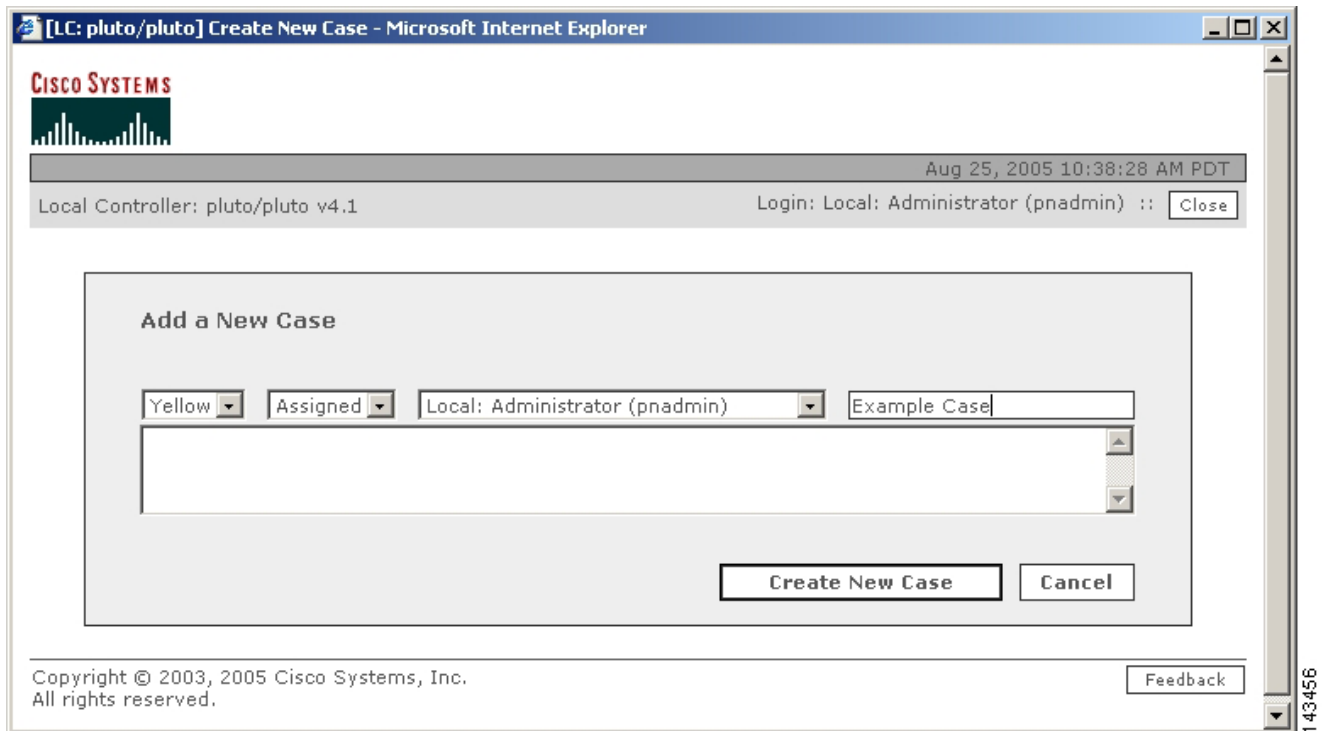 [LC: pluto/pluto] Create New Case - Microsoft Internet Explorer
CISCO SYSTEMS
Aug 25, 2005 10:38:28 AM PDT
Local Controller: pluto/pluto v4.1
Login: Local: Administrator (pnadmin) :: Close
Add a New Case
Yellow Assigned Local: Administrator (pnadmin) Example Case
Create New Case Cancel
Copyright © 2003, 2005 Cisco Systems, Inc.
All rights reserved.
Feedback
143456